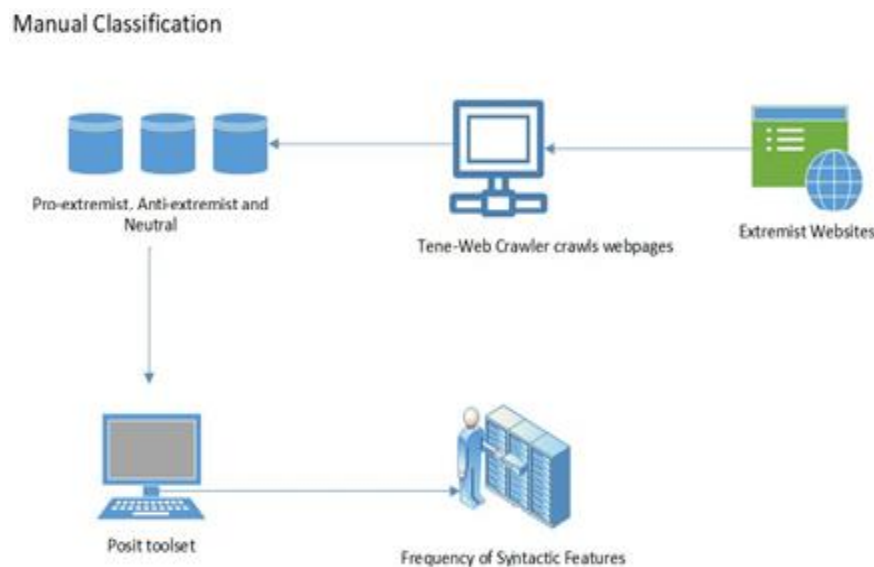 Manual Classification
Pro-extremist. Anti-extremist and
Neutral
Tene-Web Crawler crawls webpages
Extremist Websites
Posit toolset
Frequency of Syntactic Features